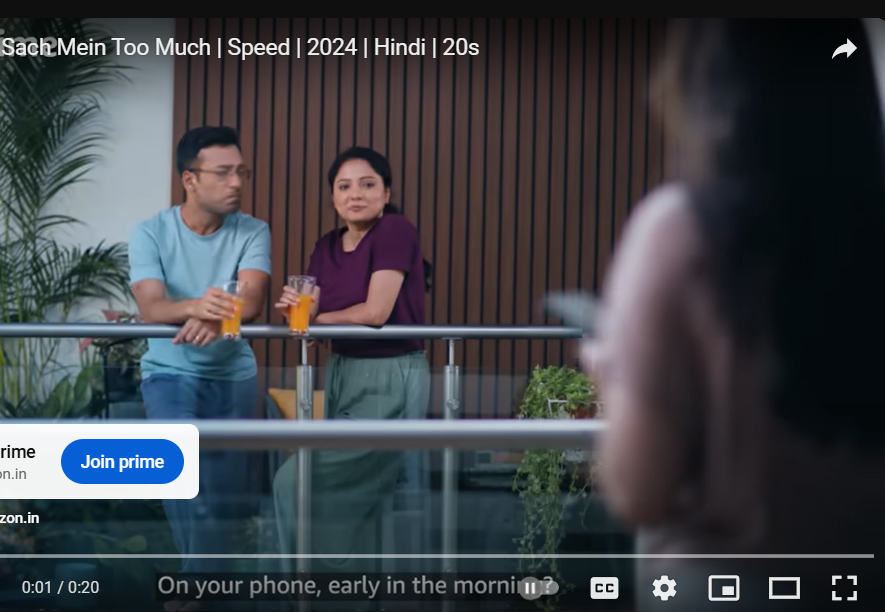 Sach Mein Too Much | Speed | 2024 | Hindi | 20s
rime
Join prime
on.in
zon.in
On your phone, early in the morning?
0:01 / 0:20
CC